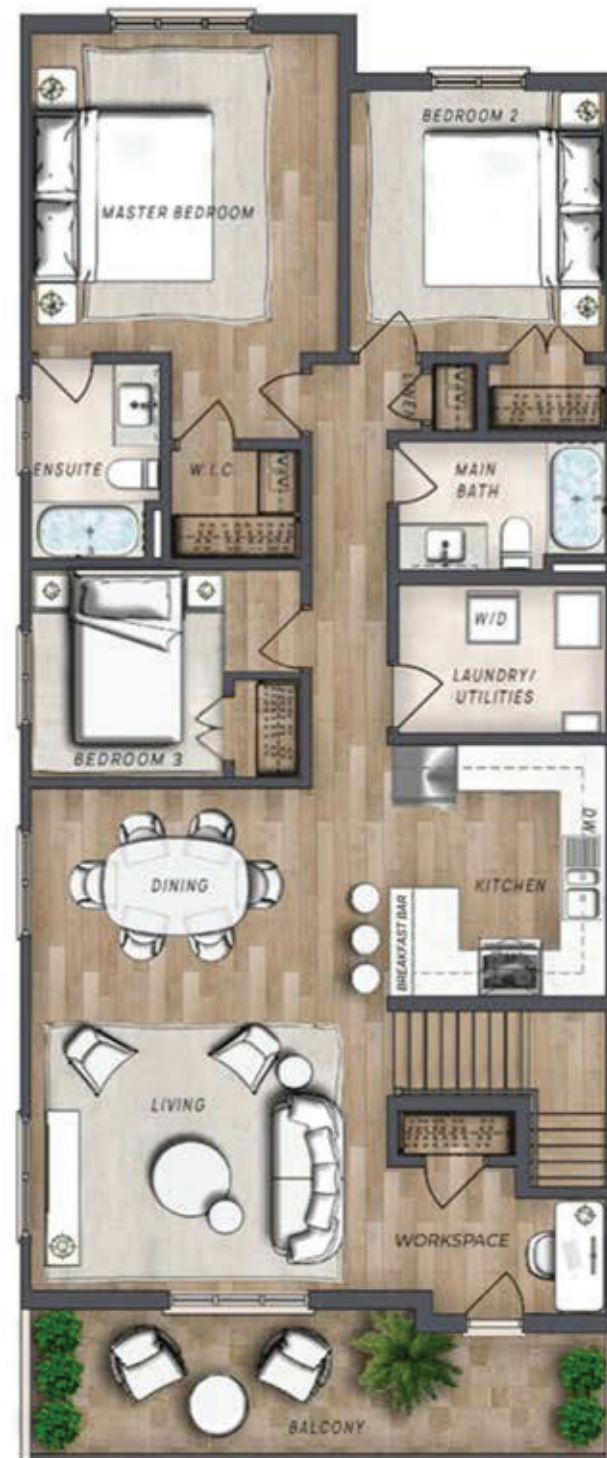 BEDROOM 2
MASTER BEDROOM
LINEN
ENSUITE
W.I.C
MAIN
BATH
W/D
LAUNDRY/
UTILITIES
BEDROOM 3
DW
DINING
KITCHEN
BREAKFAST BAR
LIVING
WORKSPACE
BALCONY